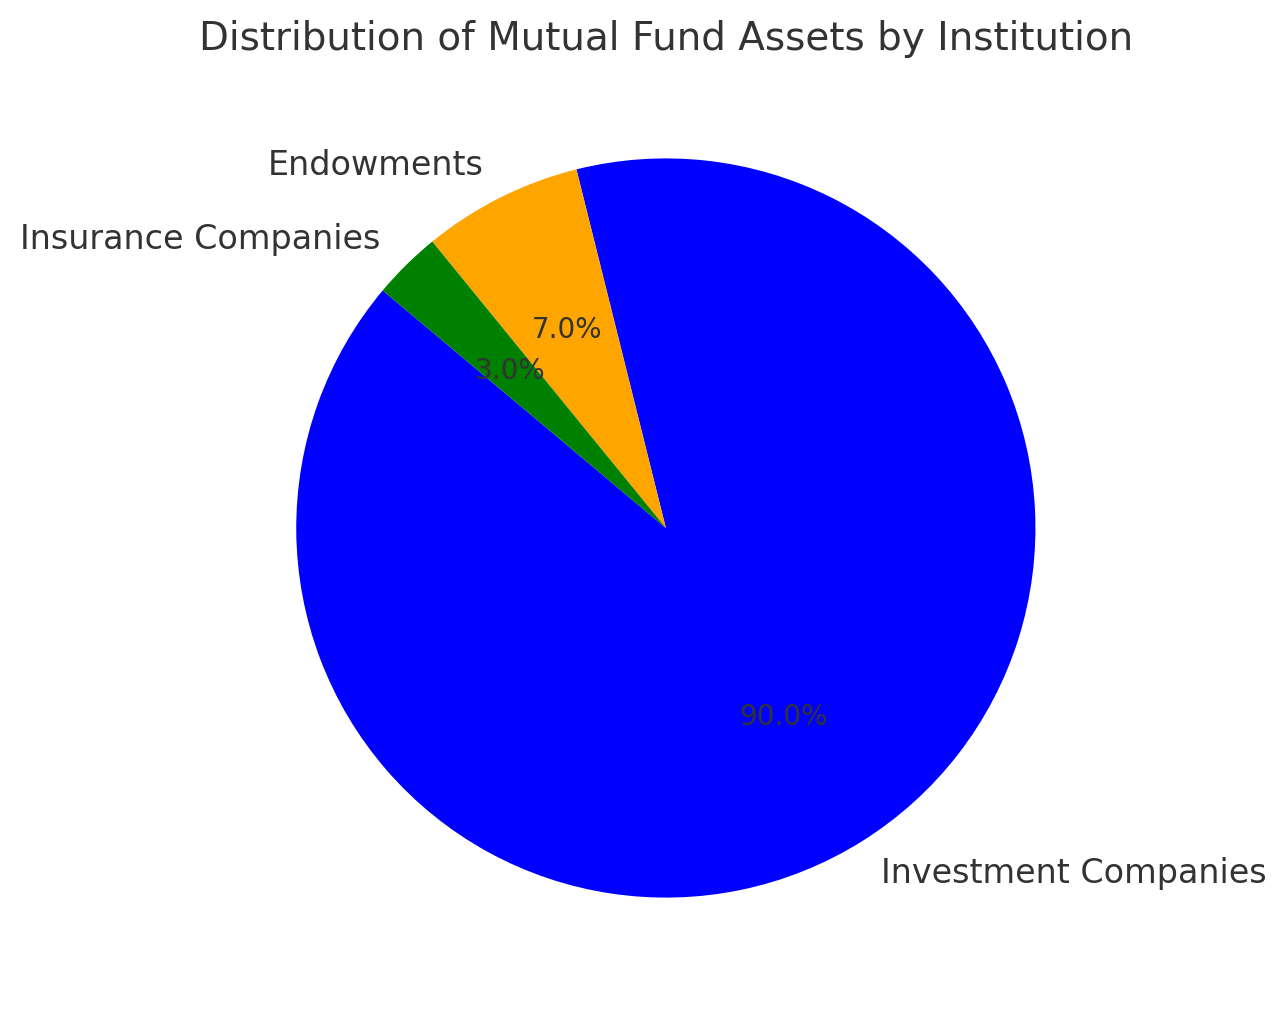 Distribution of Mutual Fund Assets by Institution
Endowments
Insurance Companies
7.0%
3.0%
90.0%
Investment Companies